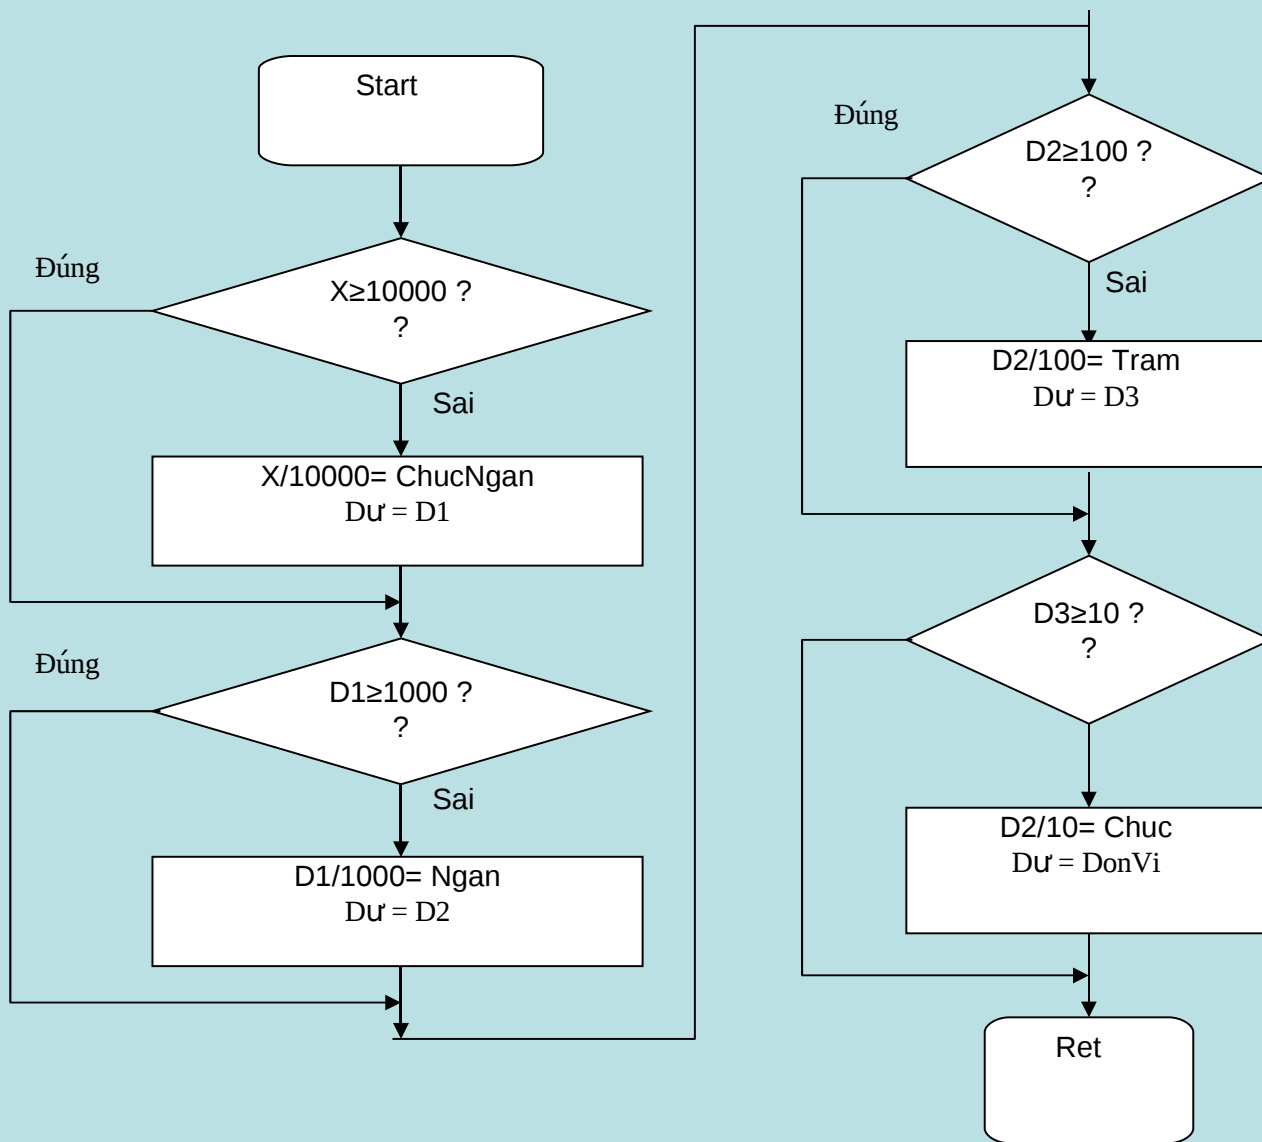 Start
Đúng
X≥10000 ?
?
Sai
X/10000= ChucNgan
Dư = D1
Đúng
D1≥1000 ?
?
Sai
D1/1000= Ngan
Dư = D2
Đúng
D2≥100 ?
?
Sai
D2/100= Tram
Dư = D3
D3≥10 ?
?
D2/10= Chuc
Dư = DonVi
Ret